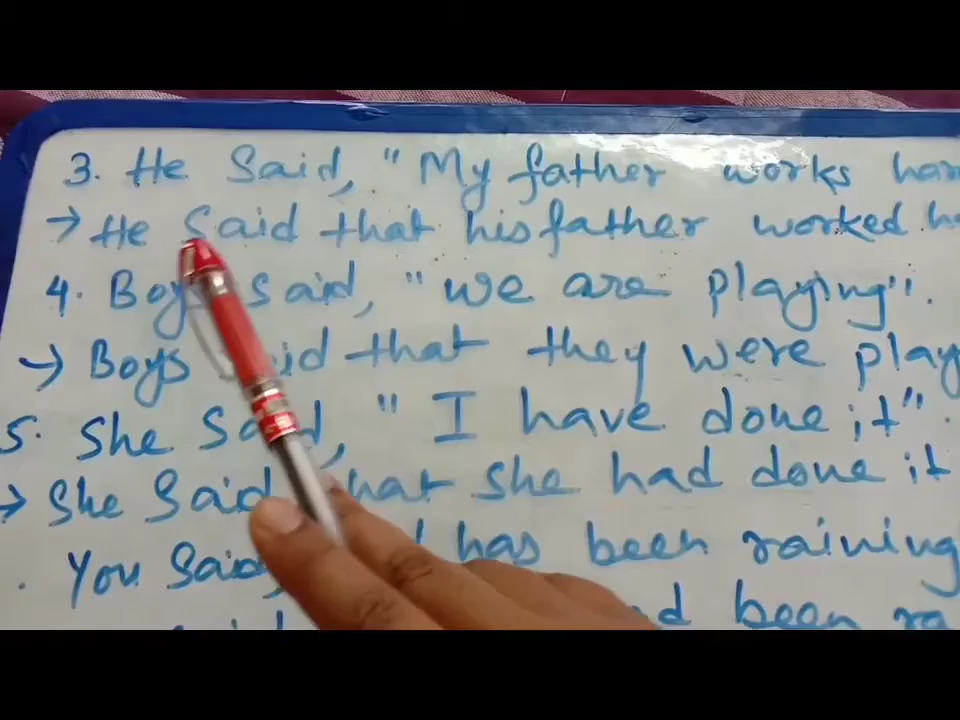 3. He Said, "My father works
→ He Said that his father worked
4. Boys Said, "we are playing".
→ Boys Said that they were
5. She Said, "I have done it".
→ She Said that She had done it
You Said, has been raining
been